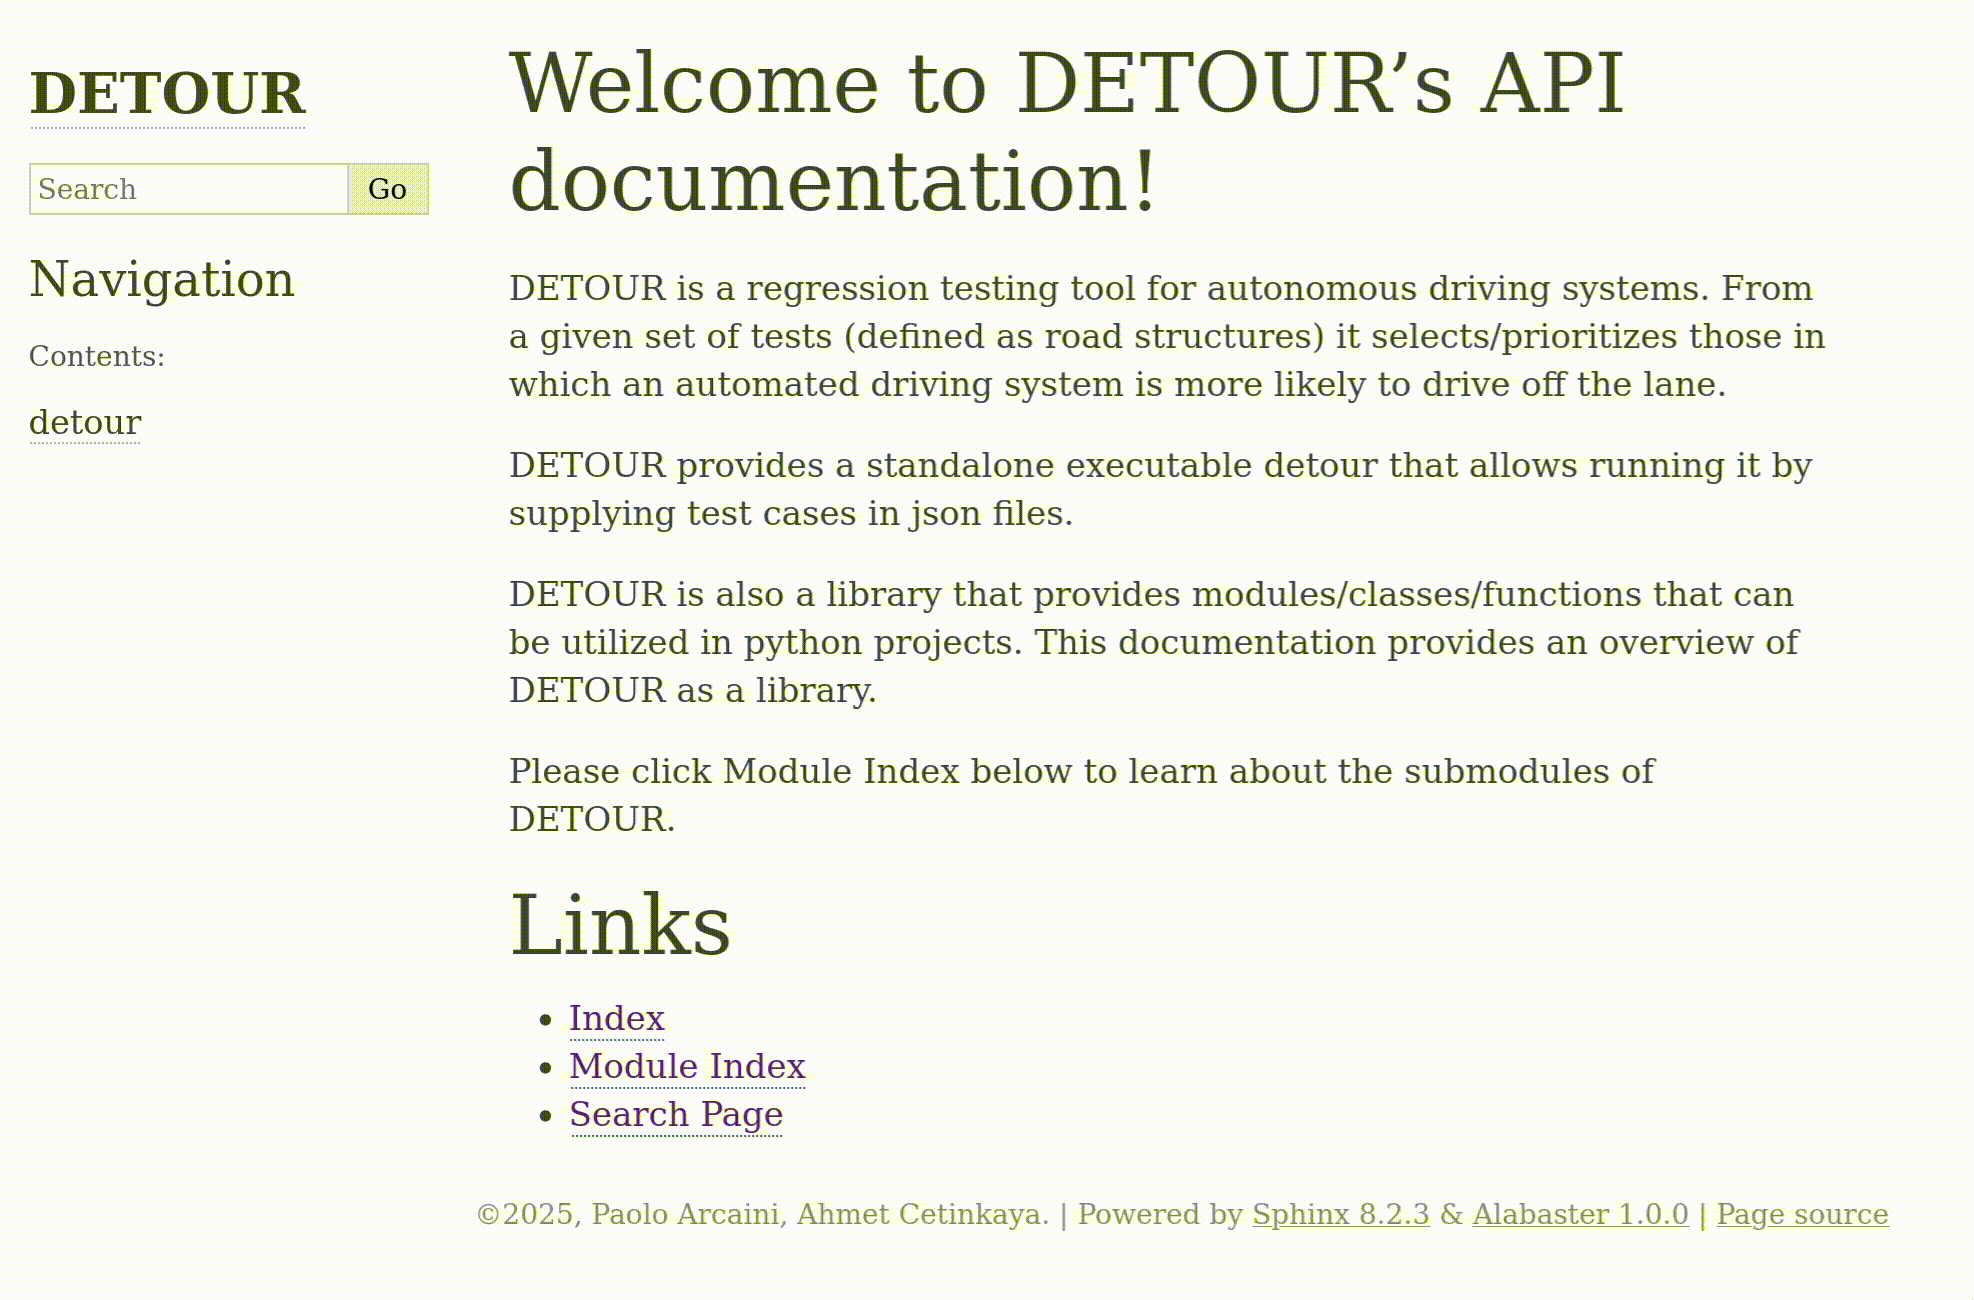 DETOUR
Search Go
Navigation
Contents:
detour
Welcome to DETOUR’s API
documentation!
DETOUR is a regression testing tool for autonomous driving systems. From
a given set of tests (defined as road structures) it selects/prioritizes those in
which an automated driving system is more likely to drive off the lane.
DETOUR provides a standalone executable detour that allows running it by
supplying test cases in json files.
DETOUR is also a library that provides modules/classes/functions that can
be utilized in python projects. This documentation provides an overview of
DETOUR as a library.
Please click Module Index below to learn about the submodules of
DETOUR.
Links
• Index
• Module Index
• Search Page
©2025, Paolo Arcaini, Ahmet Cetinkaya. | Powered by Sphinx 8.2.3 & Alabaster 1.0.0 | Page source